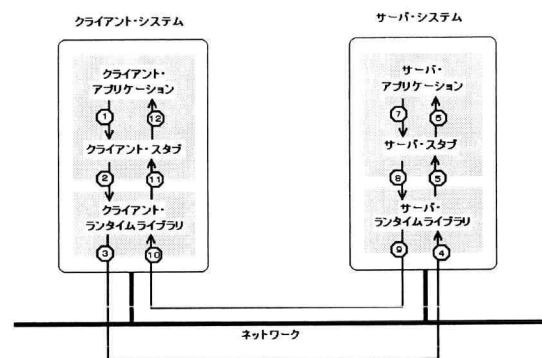 クライアント・システム
サーバ・システム
クライアント・
アプリケーション
① ⑫
クライアント・スタブ
② ⑪
クライアント・
ランタイムライブラリ
③ ⑩
サーバ・
アプリケーション
⑦ ⑤
サーバ・スタブ
⑧ ⑤
サーバ・
ランタイムライブラリ
⑨ ④
ネットワーク